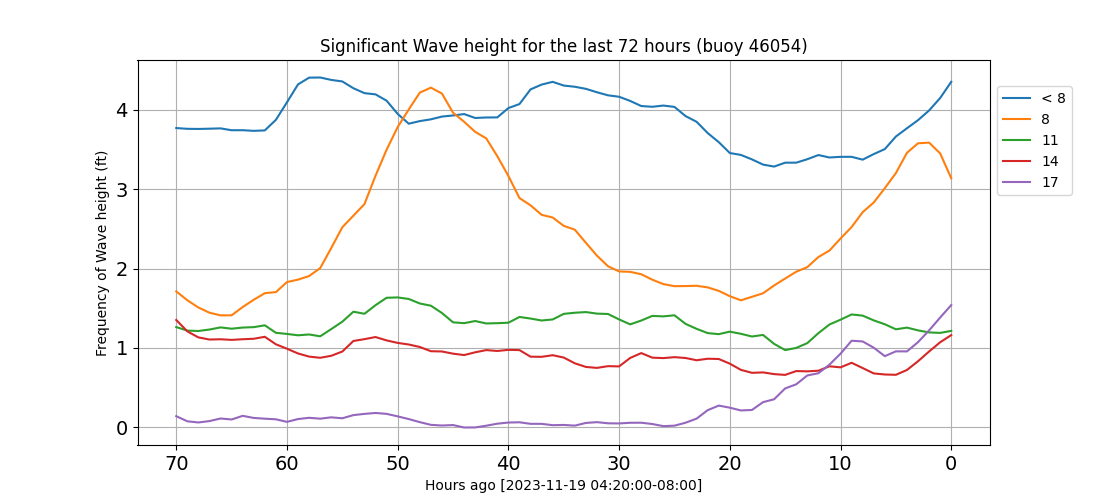 Significant Wave height for the last 72 hours (buoy 46054)
Frequency of Wave height (ft)
4
3
2
1
0
70 60 50 40 30 20 10 0
Hours ago [2023-11-19 04:20:00-08:00]
< 8
8
11
14
17